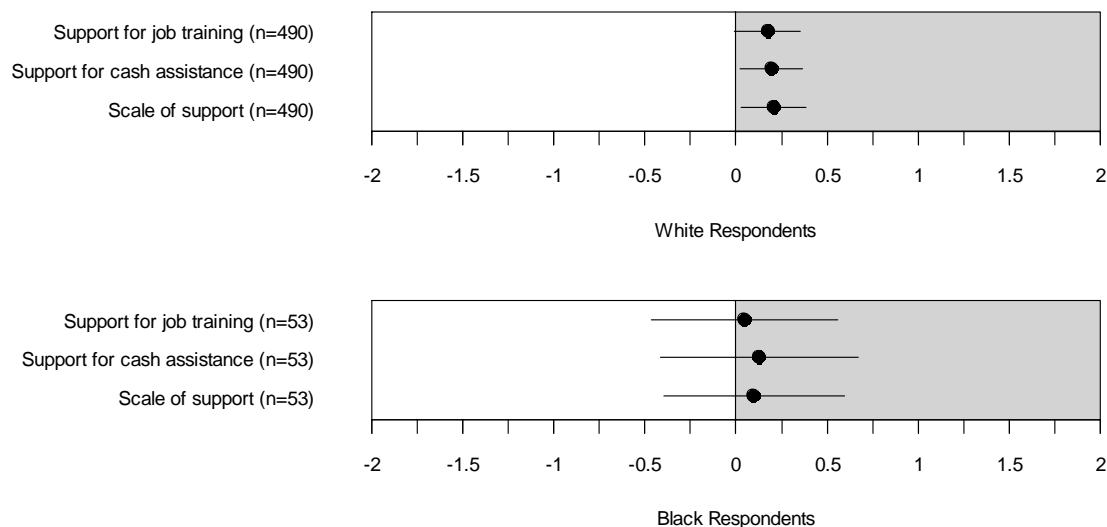 Support for job training (n=490)
Support for cash assistance (n=490)
Scale of support (n=490)
-2 -1.5 -1 -0.5 0 0.5 1 1.5 2
White Respondents
Support for job training (n=53)
Support for cash assistance (n=53)
Scale of support (n=53)
-2 -1.5 -1 -0.5 0 0.5 1 1.5 2
Black Respondents